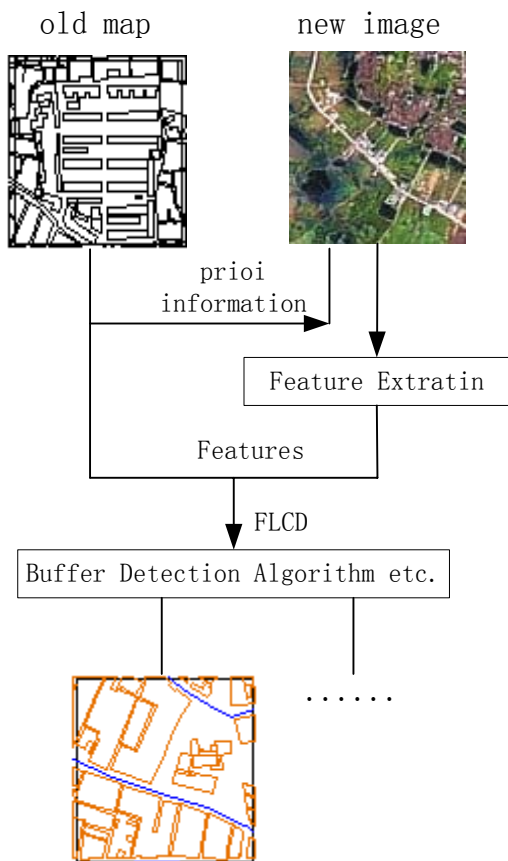 old map
new image
prioi
information
Feature Extratin
Features
FLCD
Buffer Detection Algorithm etc.
......